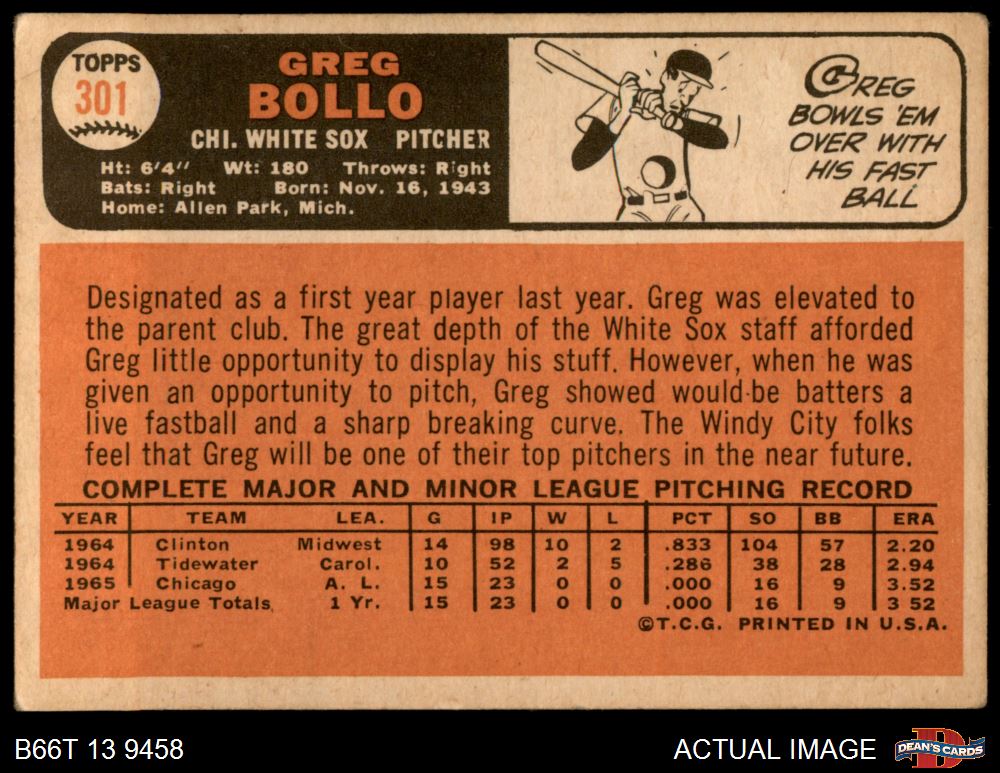 TOPPS
301
GREG
BOLLO
CHI. WHITE SOX PITCHER
Ht: 6'4" Wt: 180 Throws: Right
Bats: Right Born: Nov. 16, 1943
Home: Allen Park, Mich.
GREG
BOWLS 'EM
OVER WITH
HIS FAST
BALL
Designated as a first year player last year. Greg was elevated to
the parent club. The great depth of the White Sox staff afforded
Greg little opportunity to display his stuff. However, when he was
given an opportunity to pitch, Greg showed would-be batters a
live fastball and a sharp breaking curve. The Windy City folks
feel that Greg will be one of their top pitchers in the near future.
COMPLETE MAJOR AND MINOR LEAGUE PITCHING RECORD
YEAR TEAM LEA. G IP W L PCT SO BB ERA
1964 Clinton Midwest 14 98 10 2 .833 104 57 2.20
1964 Tidewater Carol. 10 52 2 5 .286 38 28 2.94
1965 Chicago A. L. 15 23 0 0 .000 16 9 3.52
Major League Totals 1 Yr. 15 23 0 0 .000 16 9 3 52
©T.C.G. PRINTED IN U.S.A.
B66T 13 9458
ACTUAL IMAGE
D
DEAN'S CARDS